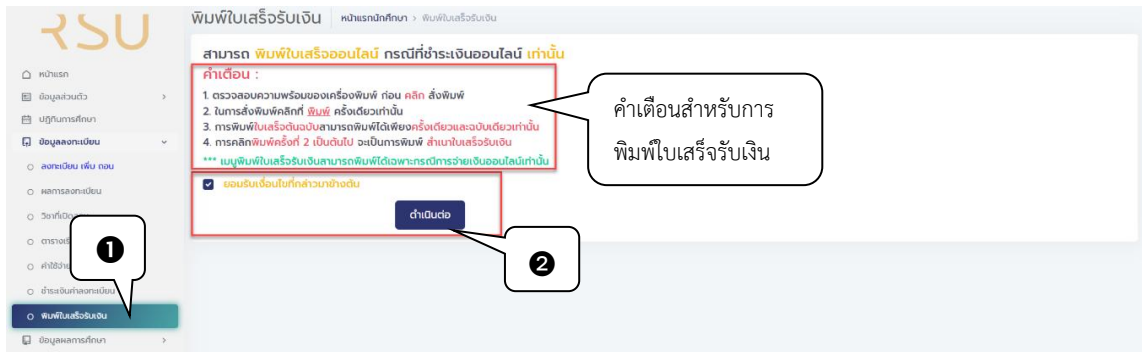 RSU
พิมพ์ใบเสร็จรับเงิน หน้าแรกนักศึกษา > พิมพ์ใบเสร็จรับเงิน
สามารถ พิมพ์ใบเสร็จออนไลน์ กรณีที่ชำระเงินออนไลน์ เท่านั้น
คำเตือน :
1. ตรวจสอบความพร้อมของเครื่องพิมพ์ ก่อน คลิก สั่งพิมพ์
2. ในการสั่งพิมพ์คลิกที่ พิมพ์ ครั้งเดียวเท่านั้น
3. การพิมพ์ใบเสร็จต้นฉบับสามารถพิมพ์ได้เพียงครั้งเดียวและฉบับเดียวเท่านั้น
4. การคลิกพิมพ์ครั้งที่ 2 เป็นต้นไป จะเป็นการพิมพ์ สำเนาใบเสร็จรับเงิน
*** เมนูพิมพ์ใบเสร็จรับเงินสามารถพิมพ์ได้เฉพาะกรณีการจ่ายเงินออนไลน์เท่านั้น
ยอมรับเงื่อนไขที่กล่าวมาข้างต้น
ดำเนินต่อ
คำเตือนสำหรับการ
พิมพ์ใบเสร็จรับเงิน
❶
❷
หน้าแรก
ข้อมูลส่วนตัว
ปฏิทินการศึกษา
ข้อมูลลงทะเบียน
ลงทะเบียน เพิ่ม ถอน
ผลการลงทะเบียน
วิชาที่เปิด
ชำระเงินค่าลงทะเบียน
พิมพ์ใบเสร็จรับเงิน
ข้อมูลผลการศึกษา